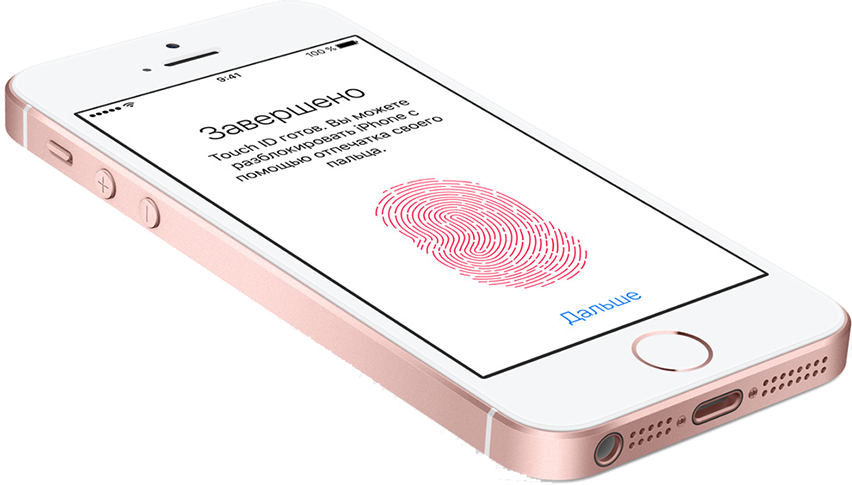 9:41
100 %
Завершено
Touch ID готов. Вы можете
разблокировать iPhone с
помощью отпечатка своего
пальца.
Дальше